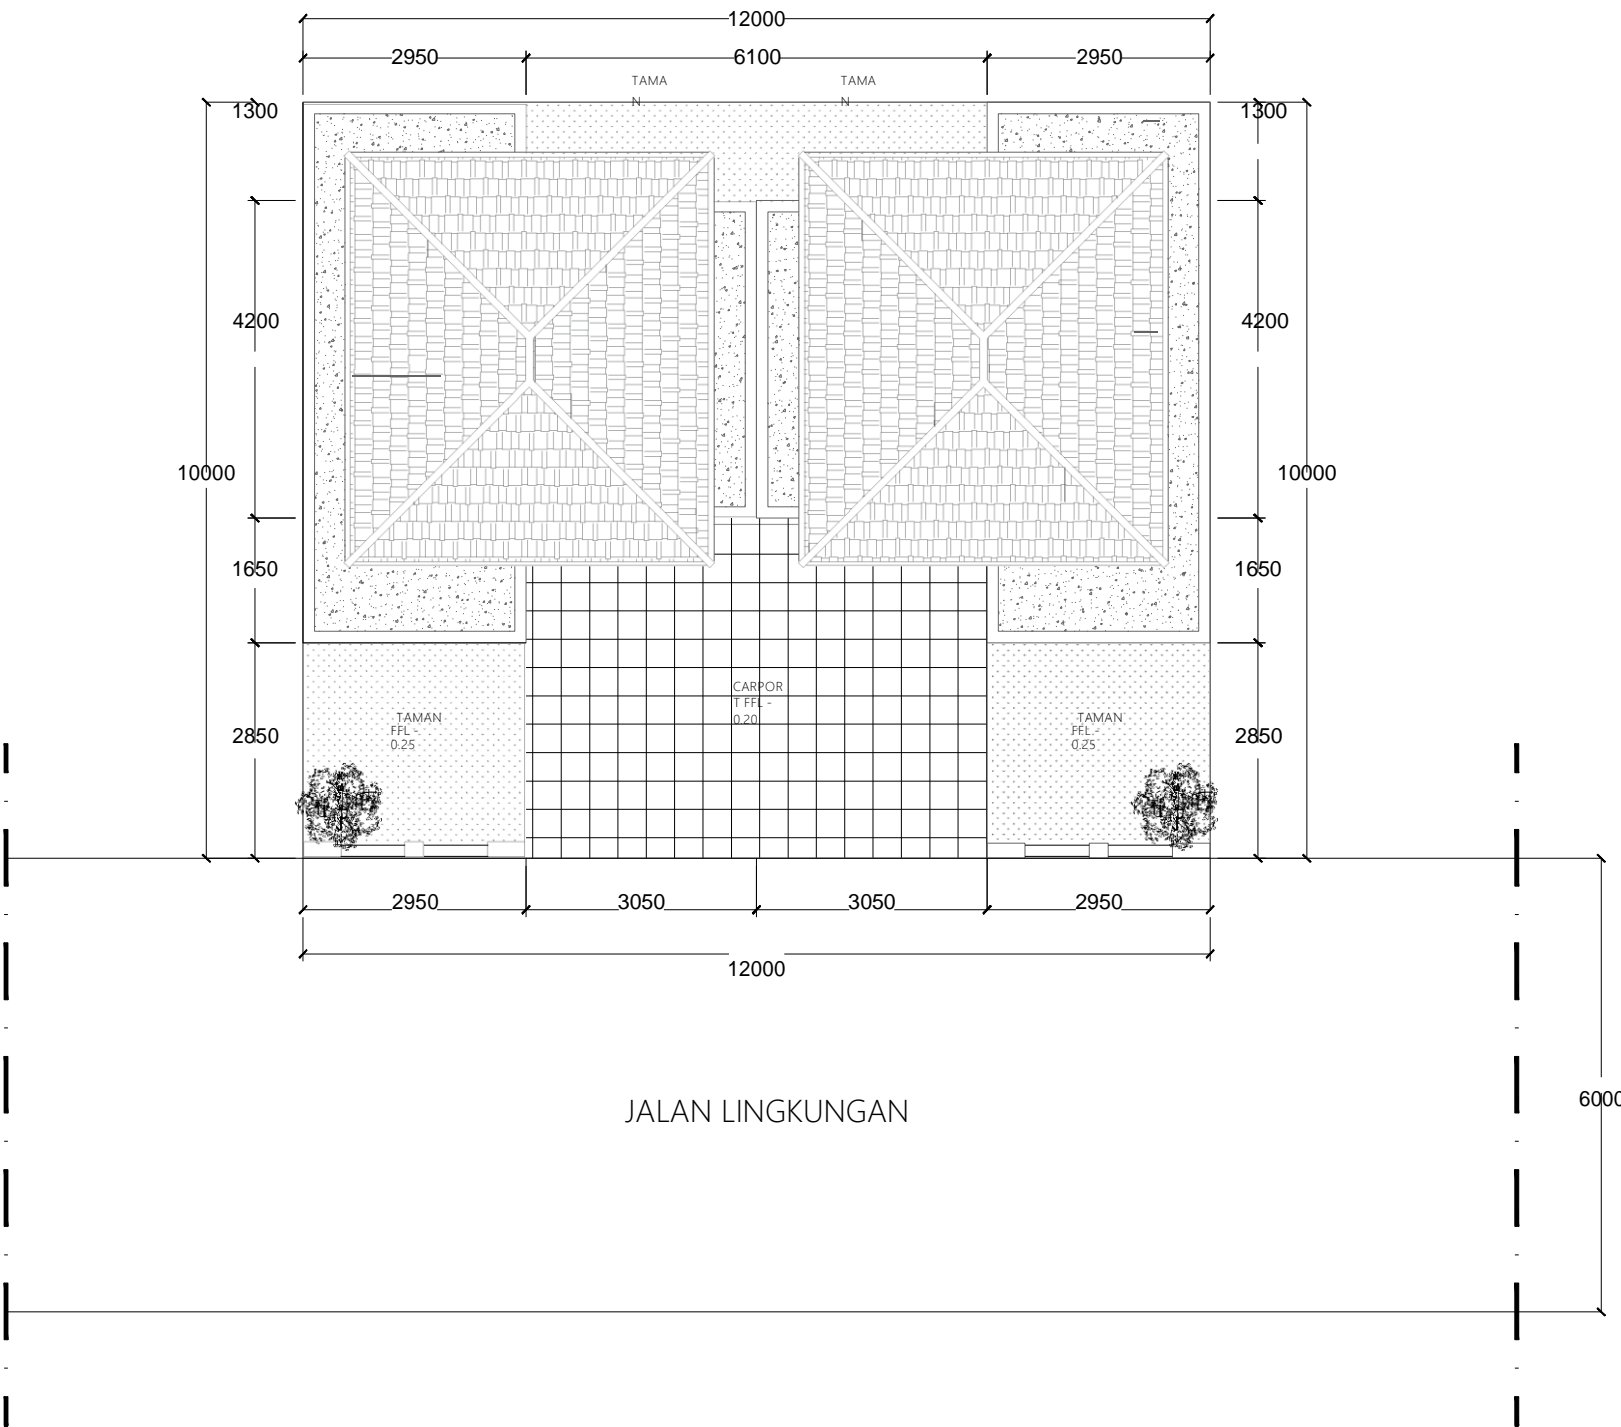 12000
2950 6100 2950
TAMA TAMA
N N
1300 1300
4200 4200
10000 10000
1650 1650
CARPOR
T FFL -
0.20
TAMAN TAMAN
FFL - FFL -
0.25 0.25
2850 2850
2950 3050 3050 2950
12000
JALAN LINGKUNGAN
6000